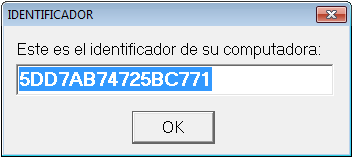 IDENTIFICADOR
Este es el identificador de su computadora:
5DD7AB74725BC771
OK